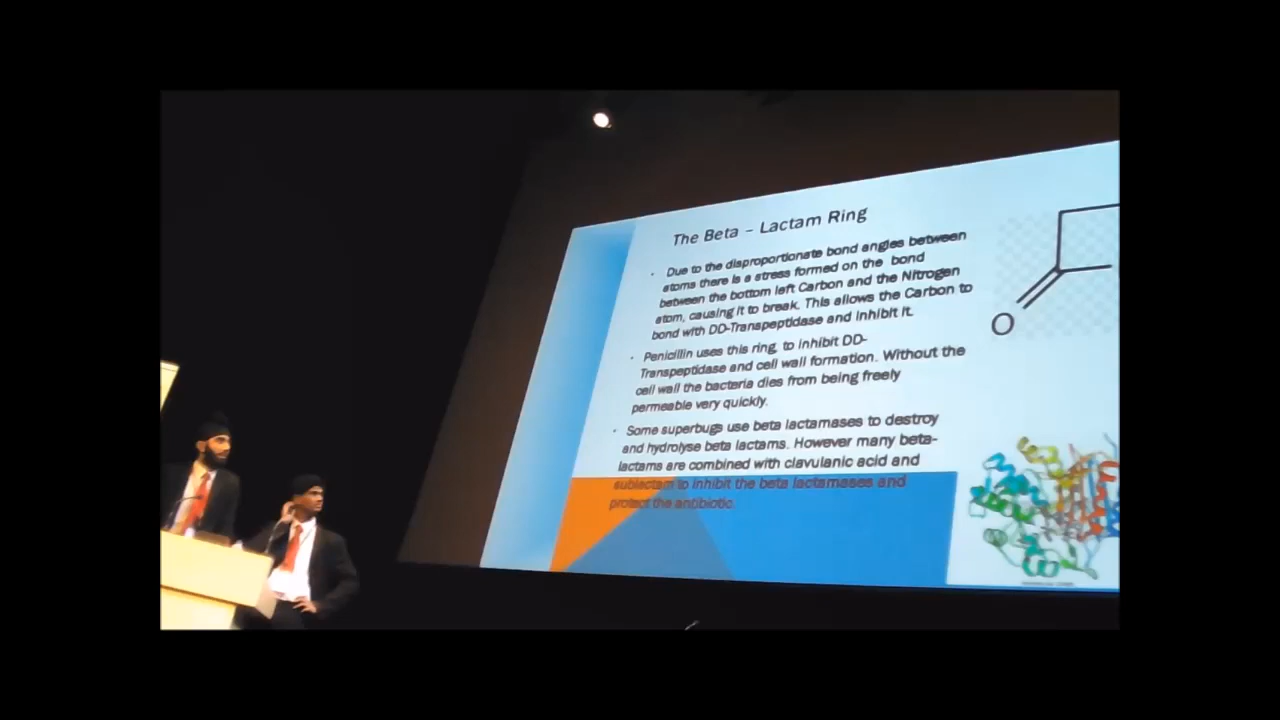 The Beta – Lactam Ring
Due to the disproportionate bond angles between
atoms there is a stress formed on the bond
between the bottom left Carbon and the Nitrogen
atom, causing it to break. This allows the Carbon to
bond with DD-Transpeptidase and inhibit it.
Penicillin uses this ring, to inhibit DD-
Transpeptidase and cell wall formation. Without the
cell wall the bacteria dies from being freely
permeable very quickly.
Some superbugs use beta lactamases to destroy
and hydrolyse beta lactams. However many beta-
lactams are combined with clavulanic acid and
sublactam to inhibit the beta lactamases and
protect the antibiotic.
O